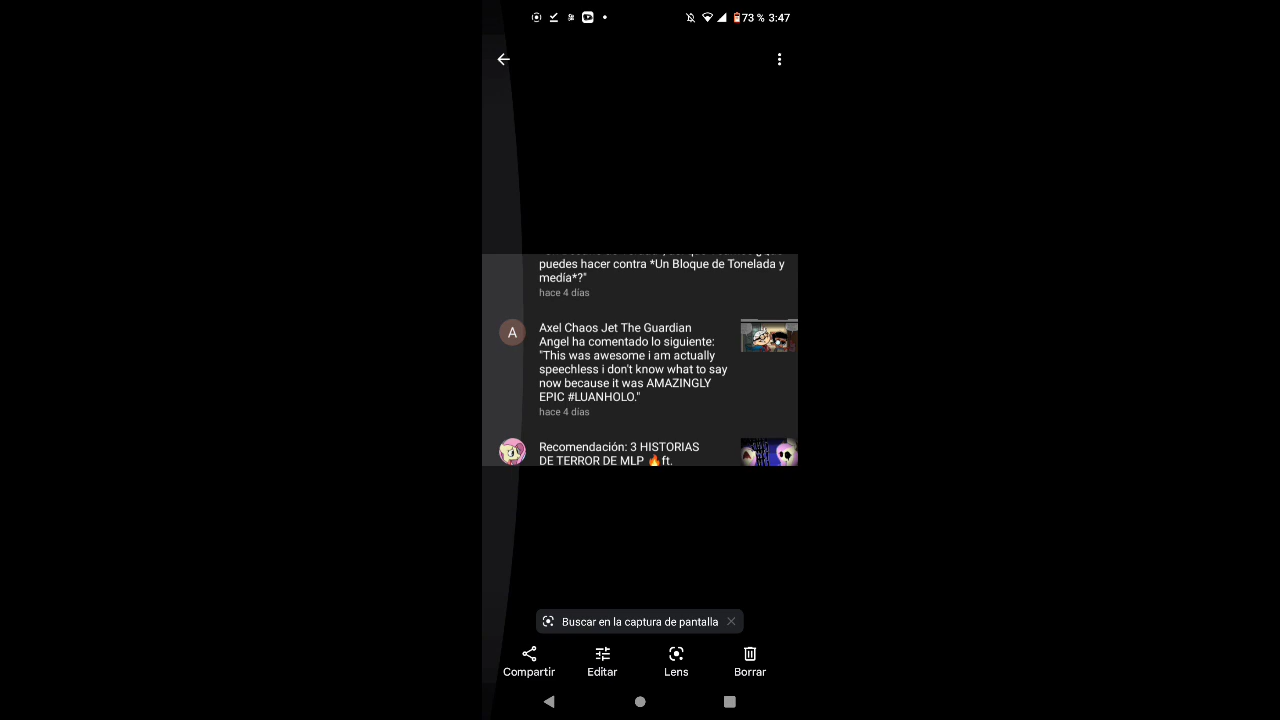 73 % 3:47
puedes hacer contra *Un Bloque de Tonelada y
media*?"
hace 4 días
A
Axel Chaos Jet The Guardian
Angel ha comentado lo siguiente:
"This was awesome i am actually
speechless i don't know what to say
now because it was AMAZINGLY
EPIC #LUANHOLO."
hace 4 días
Recomendación: 3 HISTORIAS
DE TERROR DE MLP 🔥ft.
Buscar en la captura de pantalla
Compartir
Editar
Lens
Borrar